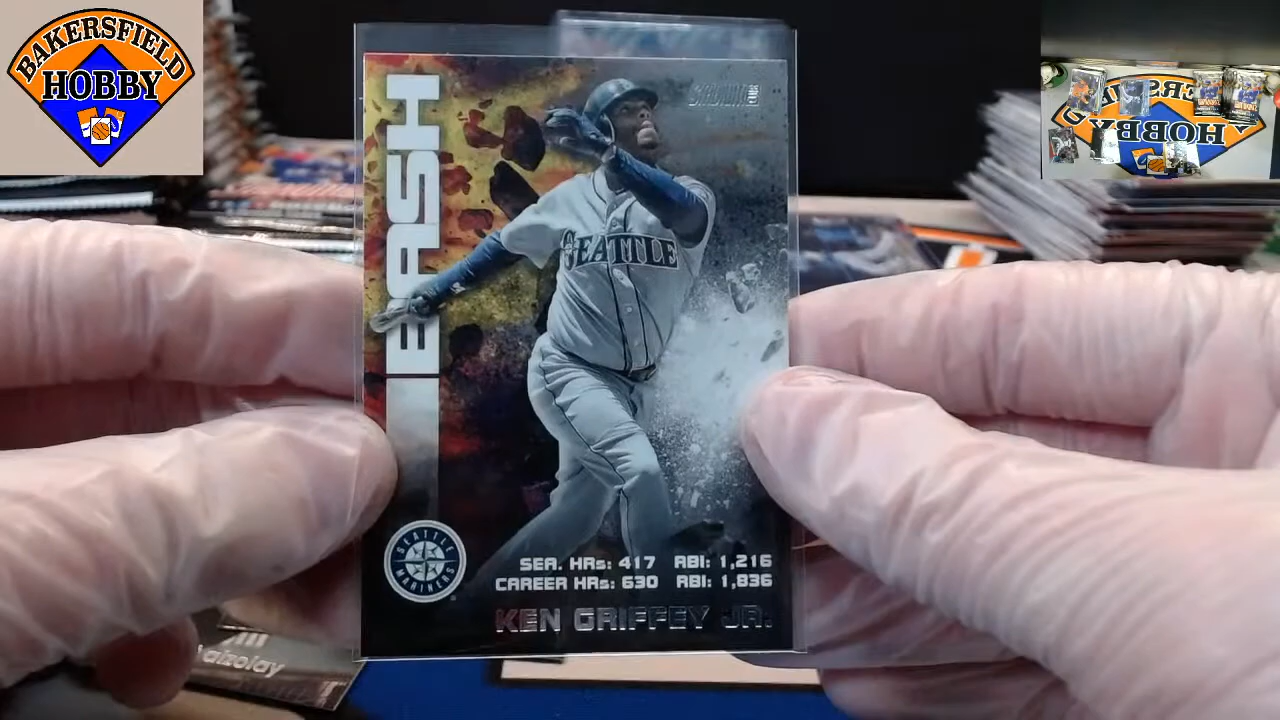 BAKERSFIELD
HOBBY
BASH
STADIUM CLUB
SEATTLE
SEATTLE
MARINERS
SEA. HRs: 417 RBI: 1,216
CAREER HRs: 630 RBI: 1,836
KEN GRIFFEY JR.
HOBBY